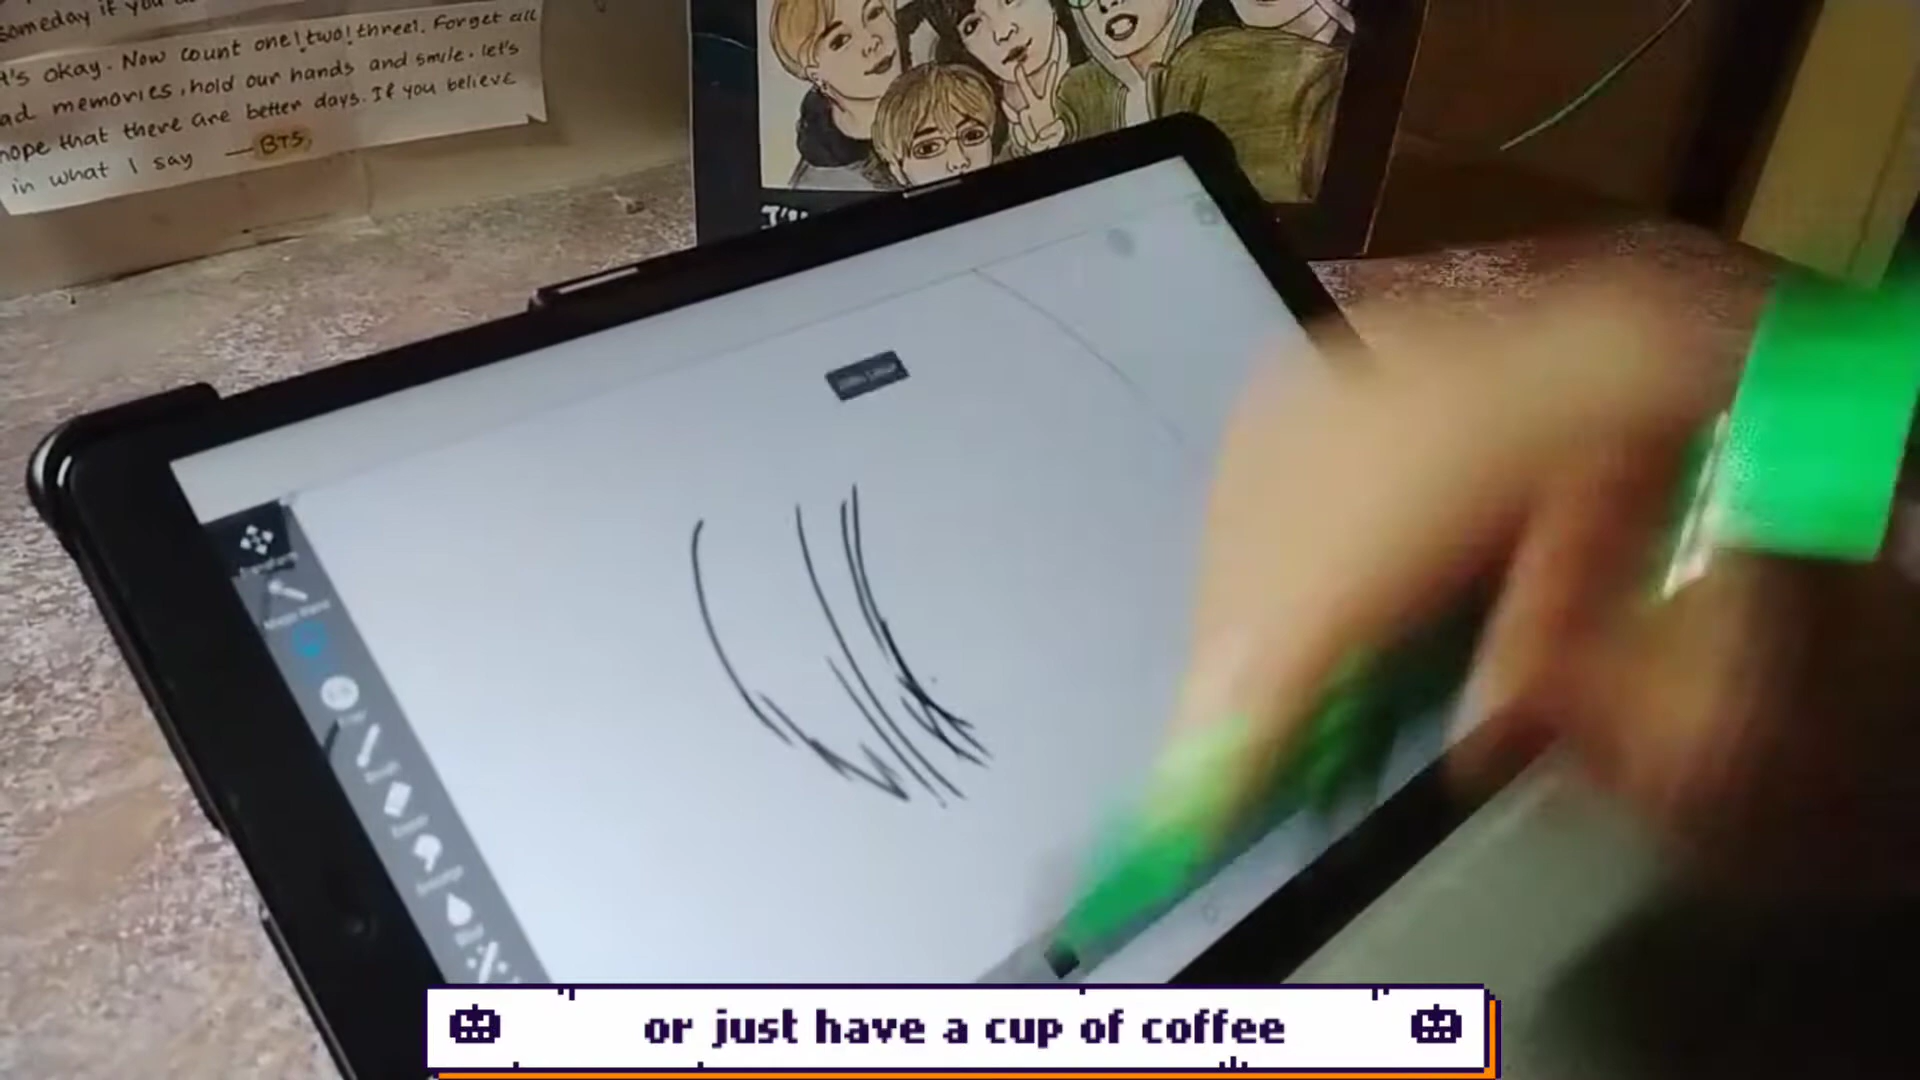 someday if you
it's okay. Now count one! two! three!. Forget all
ad memories, hold our hands and smile. let's
hope that there are better days. If you believe
in what I say — BTS
I'll
or just have a cup of coffee